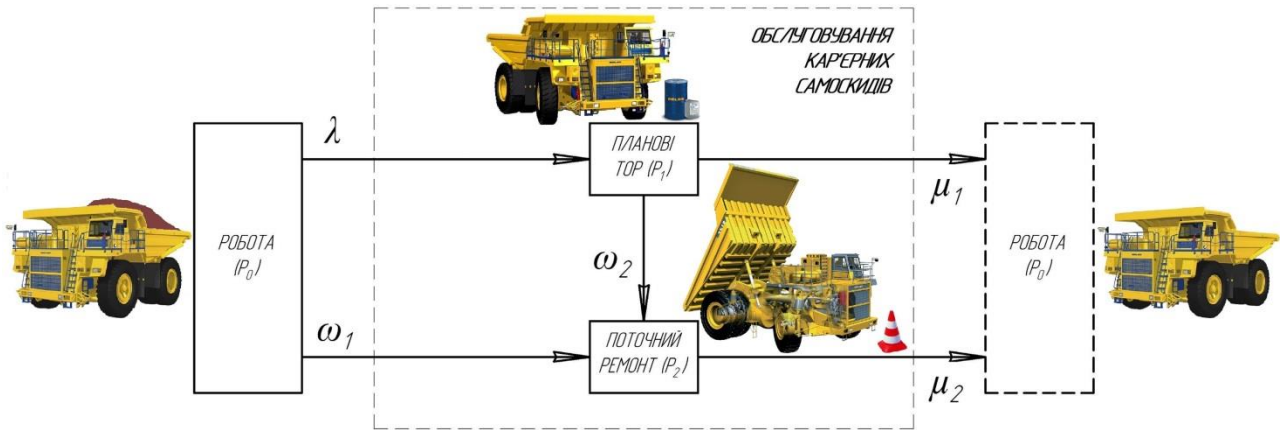 ОБСЛУГОВУВАННЯ
КАР'ЄРНИХ
САМОСКИДІВ
λ
ПЛАНОВІ
ТОР (P₁)
μ₁
РОБОТА
(P₀)
ω₂
РОБОТА
(P₀)
ω₁
ПОТОЧНИЙ
РЕМОНТ (P₂)
μ₂